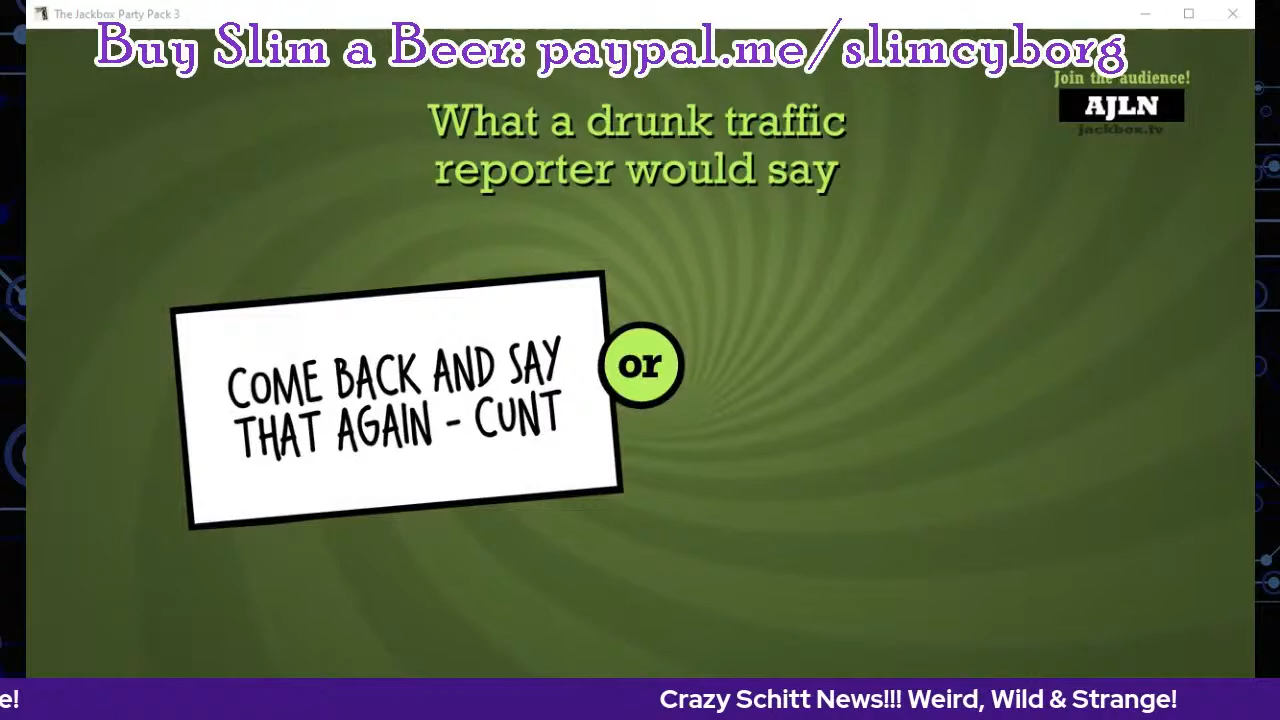 The Jackbox Party Pack 3
Buy Slim a Beer: paypal.me/slimcyborg
Join the audience!
AJLN
jackbox.tv
What a drunk traffic
reporter would say
COME BACK AND SAY
THAT AGAIN - CUNT
or
e!
Crazy Schitt News!!! Weird, Wild & Strange!